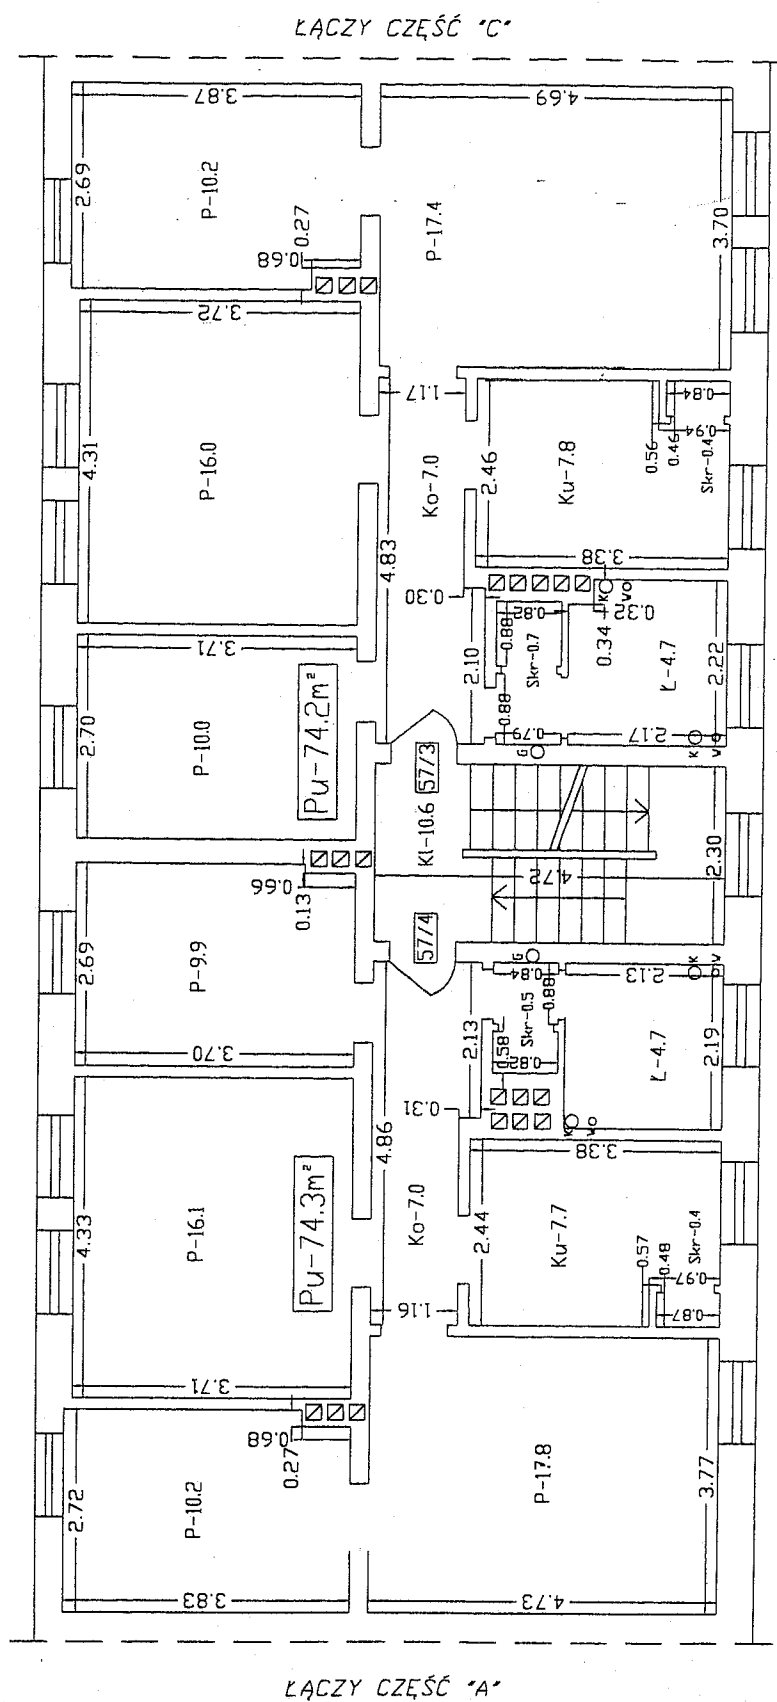 ŁĄCZY CZĘŚĆ "C"
3.87
4.69
2.69
P-10.2
0.27
0.68
P-17.4
3.70
3.72
4.31
P-16.0
1.17
Ko-7.0
2.46
Ku-7.8
0.56
0.46
0.84
0.94
Skr-0.4
3.38
4.83
0.30
K
W
0.82
0.32
0.34
0.88
Skr-0.7
2.10
Ł-4.7
2.22
0.88
0.79
2.17
G
K
W
3.71
2.70
P-10.0
Pu-74.2m²
57/3
Kl-10.6
4.72
2.30
57/4
0.66
0.13
2.69
P-9.9
3.70
G
0.84
0.88
2.13
K
W
Skr-0.5
2.13
0.58
0.82
Ł-4.7
2.19
0.31
K
W
3.38
4.86
4.33
P-16.1
Pu-74.3m²
Ko-7.0
2.44
Ku-7.7
0.57
0.48
Skr-0.4
0.97
0.87
1.16
3.71
0.68
0.27
2.72
P-10.2
P-17.8
3.77
3.83
4.73
ŁĄCZY CZĘŚĆ "A"